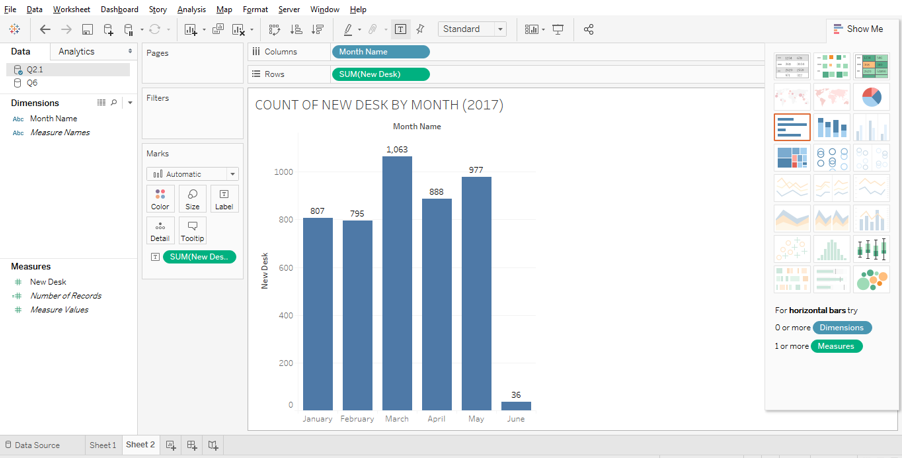 File Data Worksheet Dashboard Story Analysis Map Format Server Window Help
Standard
Show Me
Data Analytics
Q2.1
Q6
Dimensions
Abc Month Name
Abc Measure Names
Measures
New Desk
Number of Records
Measure Values
Pages
Filters
Marks
Automatic
Color Size Label
Detail Tooltip
SUM(New Des..
Columns Month Name
Rows SUM(New Desk)
COUNT OF NEW DESK BY MONTH (2017)
Month Name
New Desk
1000
800
600
400
200
0
807
795
1,063
888
977
36
January February March April May June
For horizontal bars try
0 or more Dimensions
1 or more Measures
Data Source Sheet 1 Sheet 2